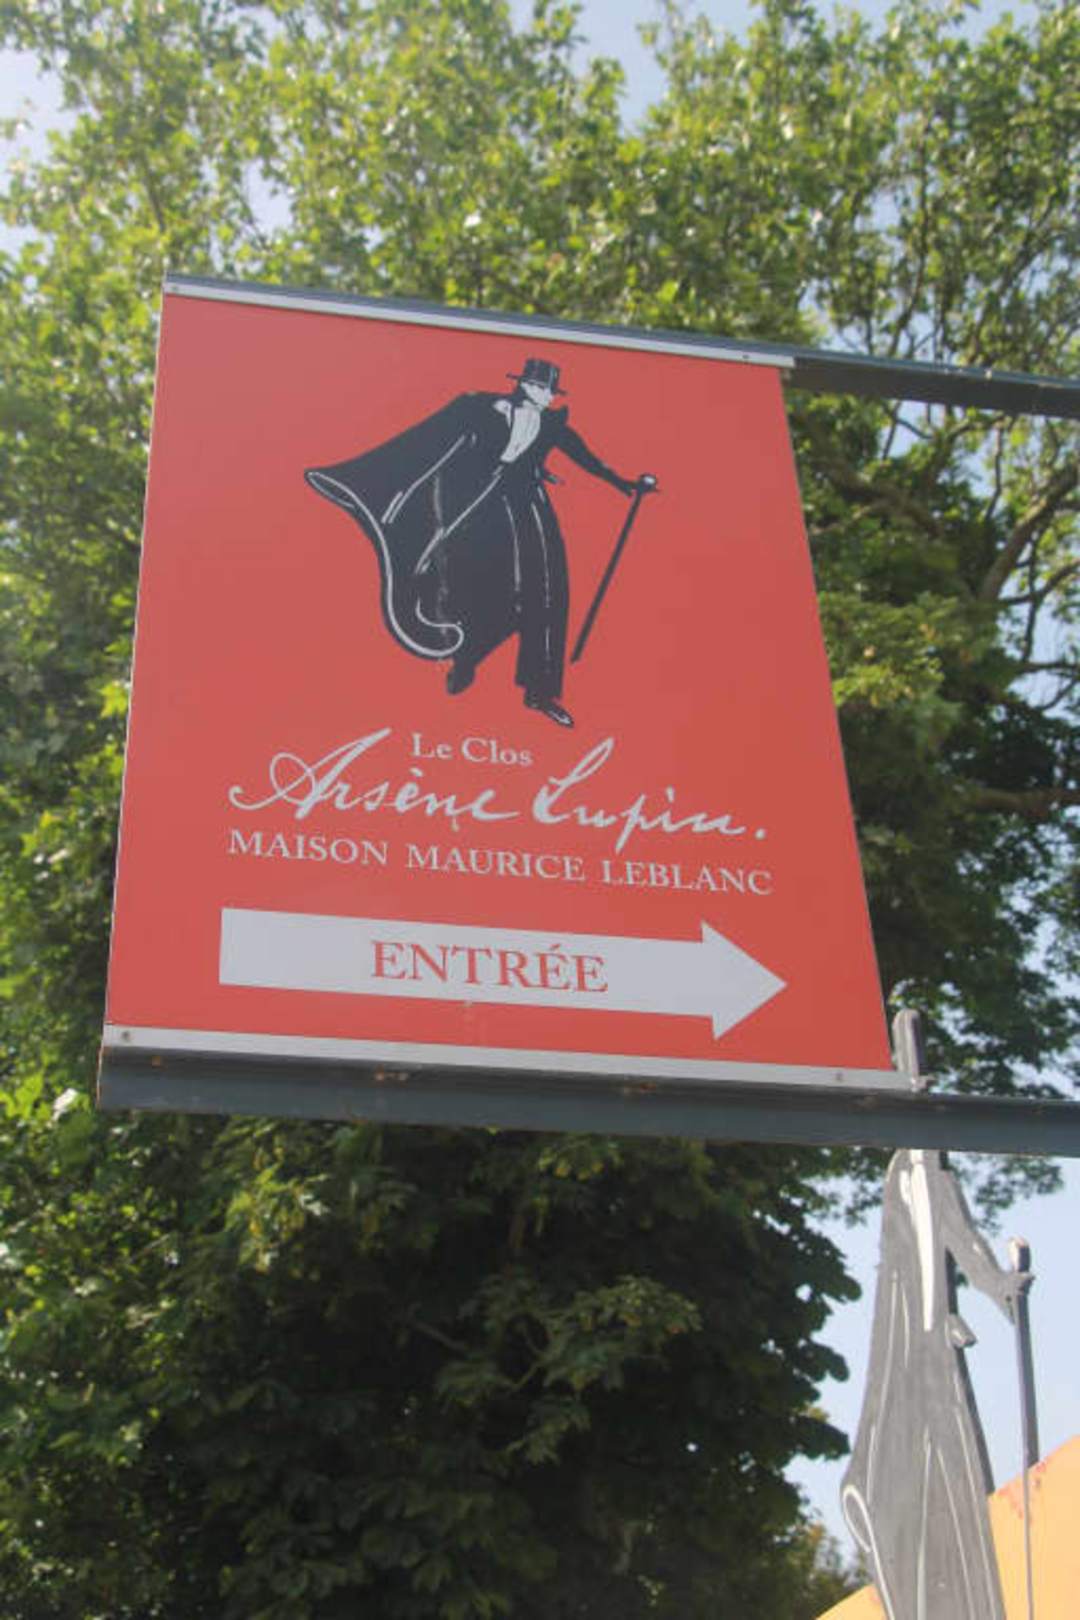 Le Clos
Arsène Lupin.
MAISON MAURICE LEBLANC
ENTRÉE